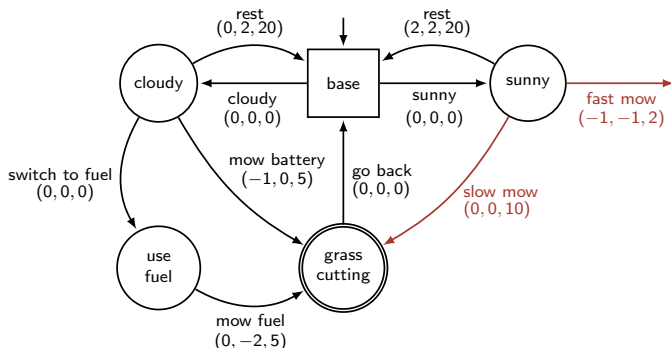 rest
(0, 2, 20)
rest
(2, 2, 20)
cloudy
base
sunny
cloudy
(0, 0, 0)
sunny
(0, 0, 0)
fast mow
(−1, −1, 2)
switch to fuel
(0, 0, 0)
mow battery
(−1, 0, 5)
go back
(0, 0, 0)
slow mow
(0, 0, 10)
use
fuel
grass
cutting
mow fuel
(0, −2, 5)